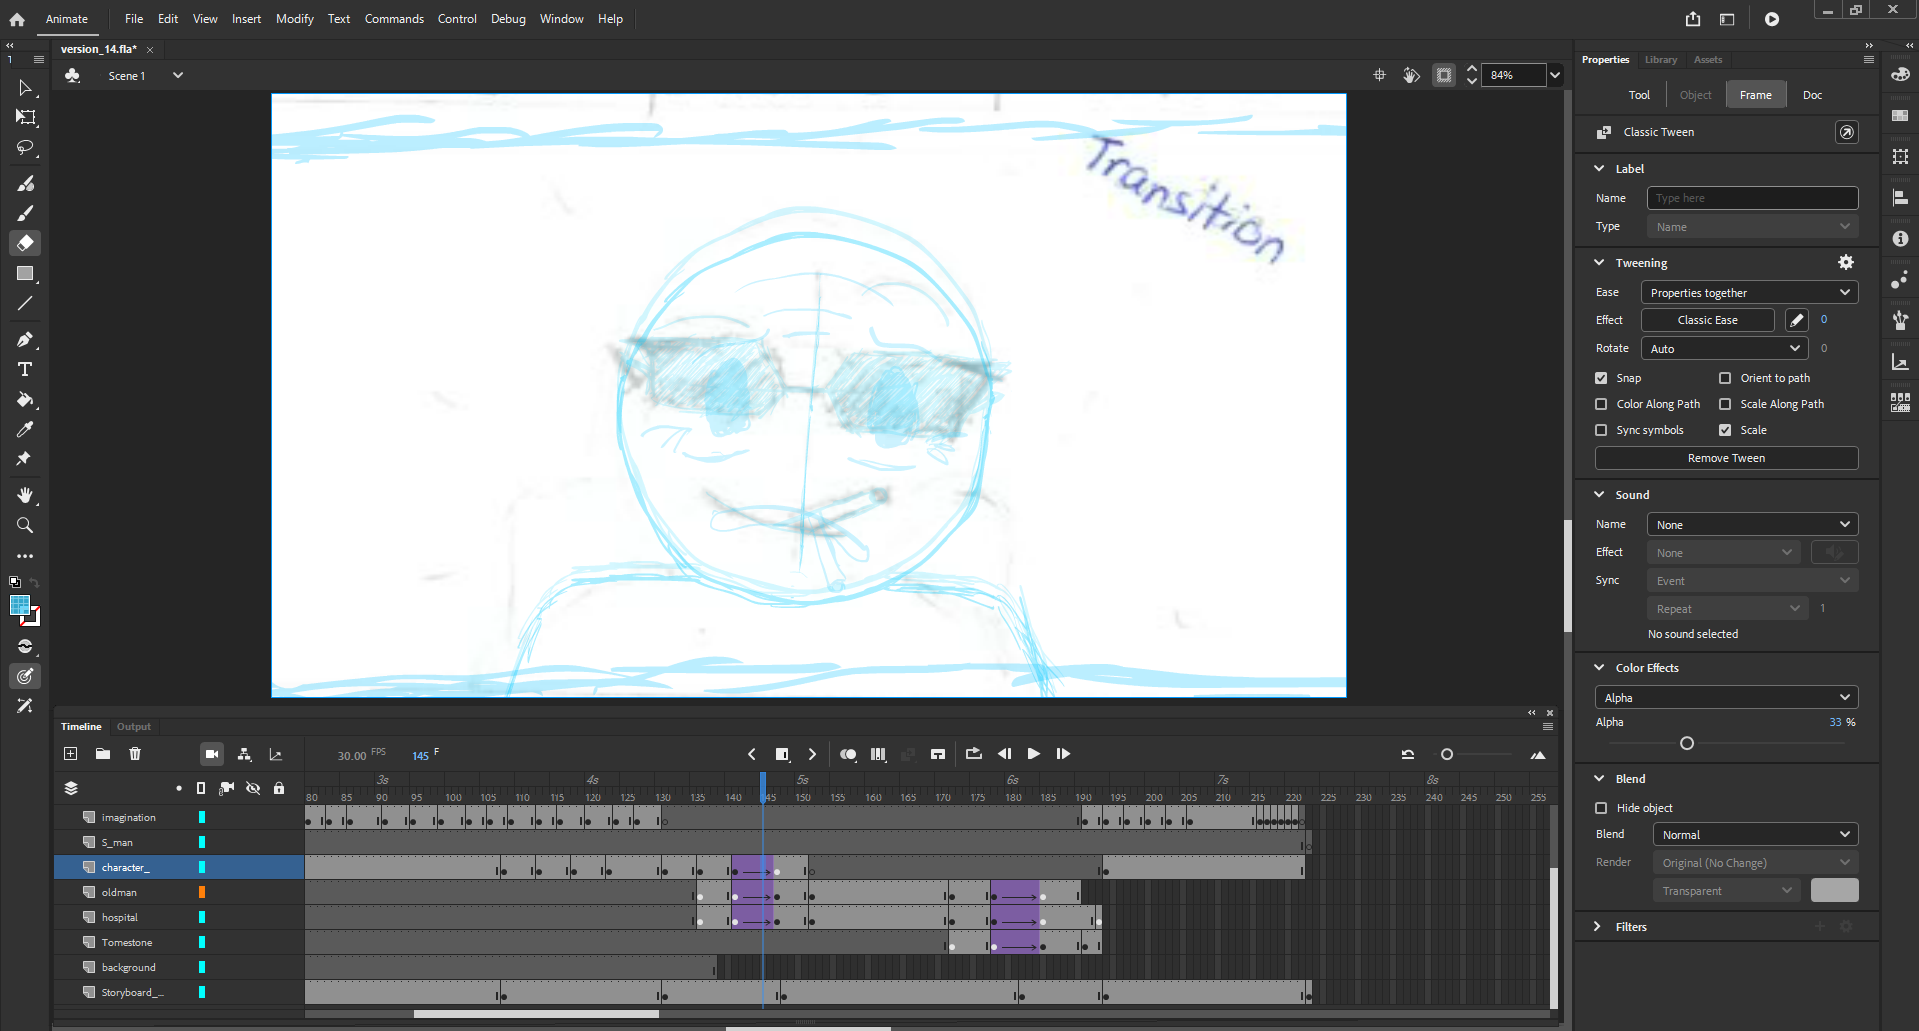 Animate File Edit View Insert Modify Text Commands Control Debug Window Help
version_14.fla*
1
Scene 1
84%
Transition
Properties Library Assets
Tool Object Frame Doc
Classic Tween
Label
Name Type here
Type Name
Tweening
Ease Properties together
Effect Classic Ease 0
Rotate Auto 0
Snap Orient to path
Color Along Path Scale Along Path
Sync symbols Scale
Remove Tween
Sound
Name None
Effect None
Sync Event
Repeat 1
No sound selected
Color Effects
Alpha
Alpha 33 %
Blend
Hide object
Blend Normal
Render Original (No Change)
Transparent
Filters
Timeline Output
30.00 FPS 145 F
3s 4s 5s 6s 7s 8s
80 85 90 95 100 105 110 115 120 125 130 135 140 145 150 155 160 165 170 175 180 185 190 195 200 205 210 215 220 225 230 235 240 245 250 255
imagination
S_man
character_
oldman
hospital
Tomestone
background
Storyboard_...